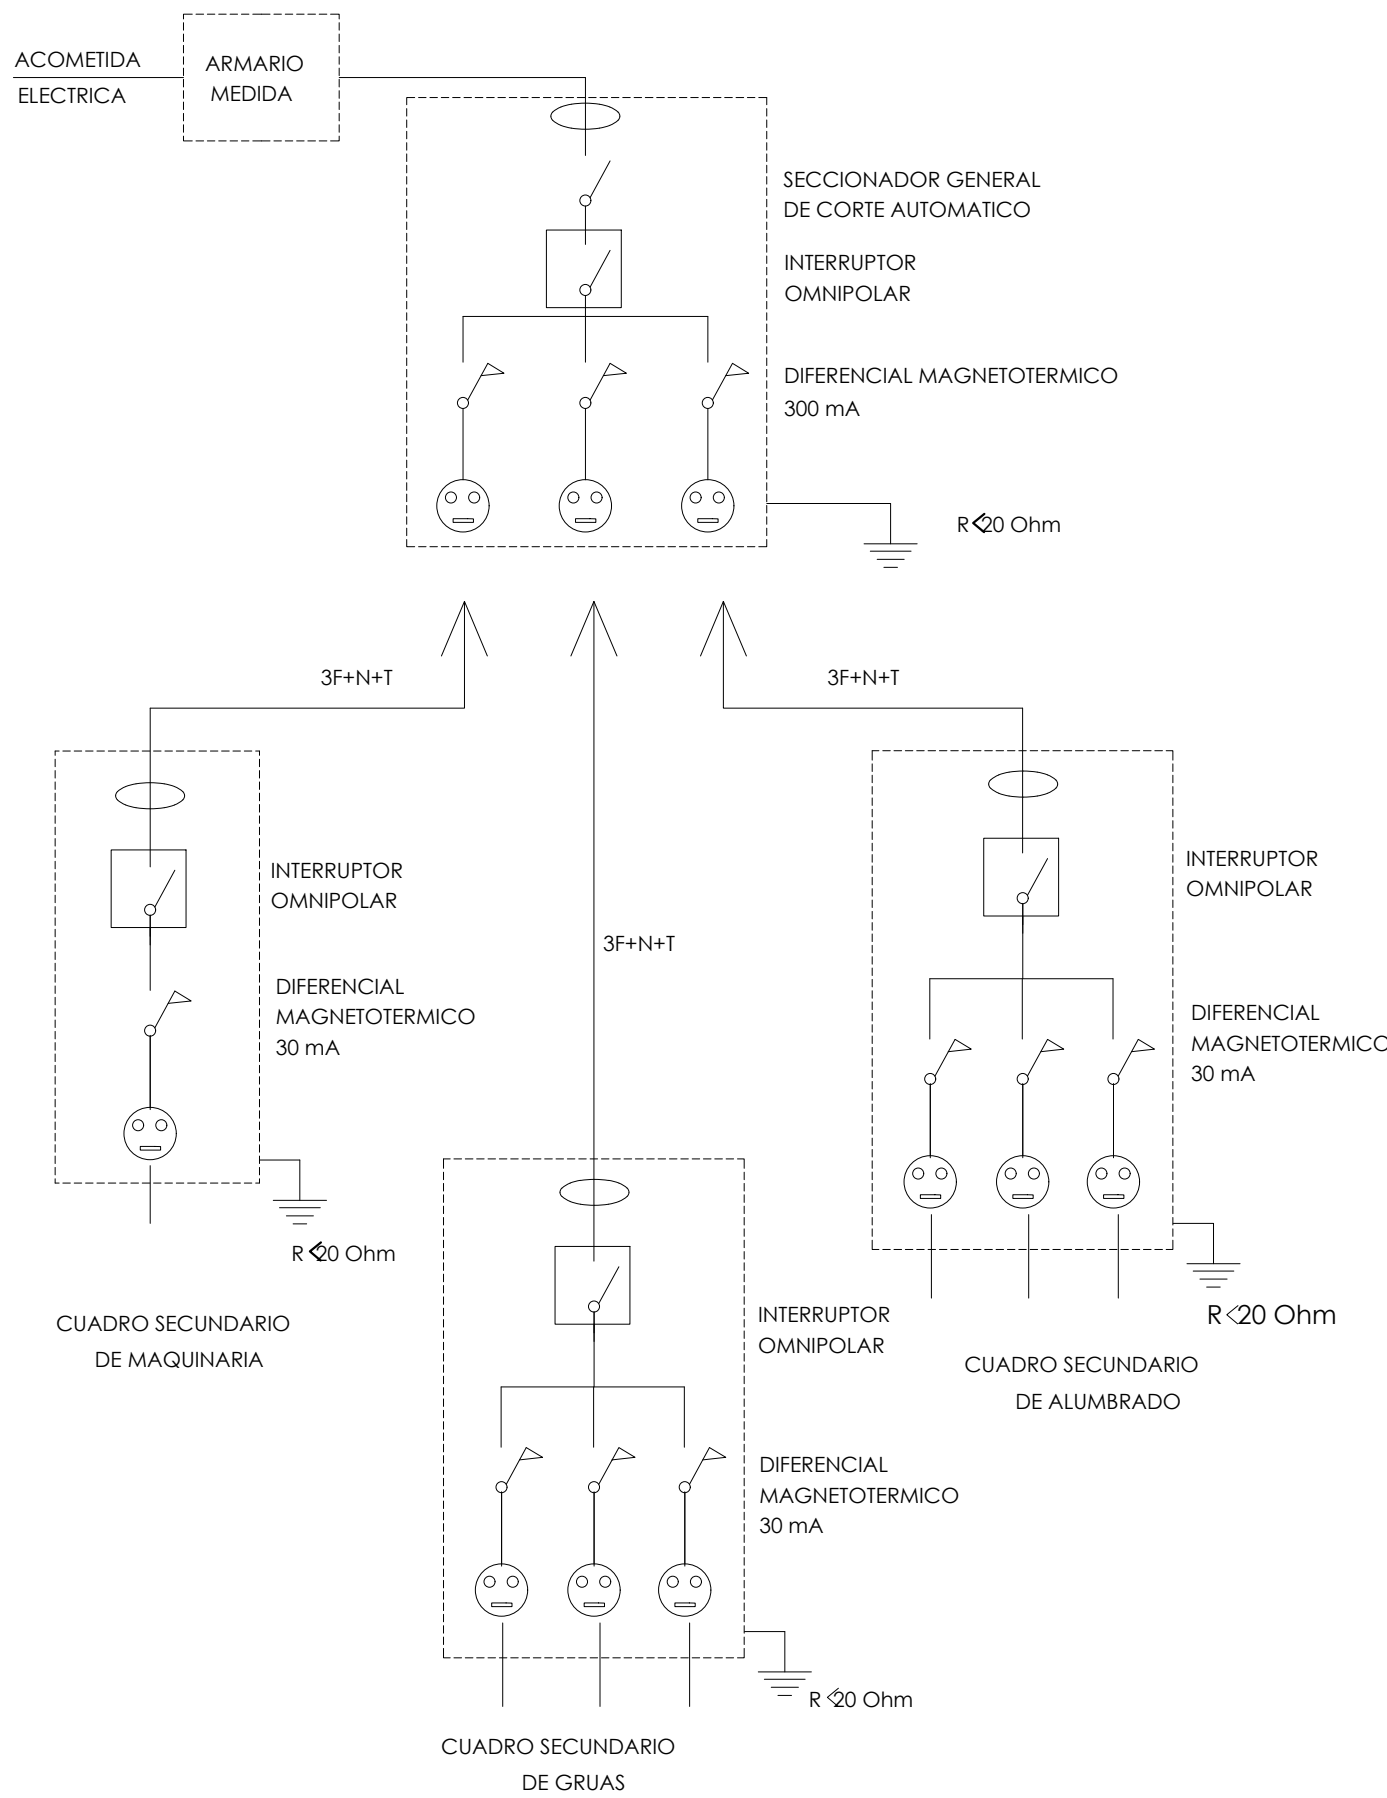 ACOMETIDA
ELECTRICA
ARMARIO
MEDIDA
SECCIONADOR GENERAL
DE CORTE AUTOMATICO
INTERRUPTOR
OMNIPOLAR
DIFERENCIAL MAGNETOTERMICO
300 mA
R<20 Ohm
3F+N+T
3F+N+T
3F+N+T
INTERRUPTOR
OMNIPOLAR
DIFERENCIAL
MAGNETOTERMICO
30 mA
R<20 Ohm
CUADRO SECUNDARIO
DE MAQUINARIA
INTERRUPTOR
OMNIPOLAR
DIFERENCIAL
MAGNETOTERMICO
30 mA
R<20 Ohm
CUADRO SECUNDARIO
DE ALUMBRADO
INTERRUPTOR
OMNIPOLAR
DIFERENCIAL
MAGNETOTERMICO
30 mA
R<20 Ohm
CUADRO SECUNDARIO
DE GRUAS